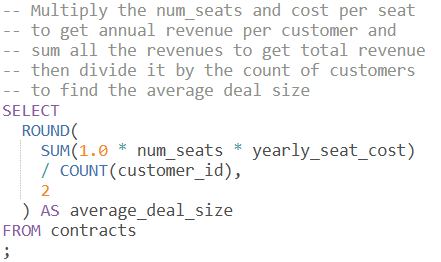 -- Multiply the num_seats and cost per seat
-- to get annual revenue per customer and
-- sum all the revenues to get total revenue
-- then divide it by the count of customers
-- to find the average deal size
SELECT
  ROUND(
    SUM(1.0 * num_seats * yearly_seat_cost)
    / COUNT(customer_id),
    2
  ) AS average_deal_size
FROM contracts
;